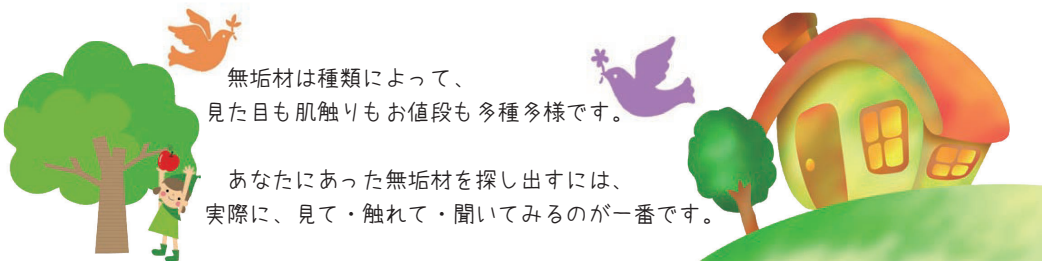 無垢材は種類によって、
見た目も肌触りもお値段も多種多様です。
あなたにあった無垢材を探し出すには、
実際に、見て・触れて・聞いてみるのが一番です。